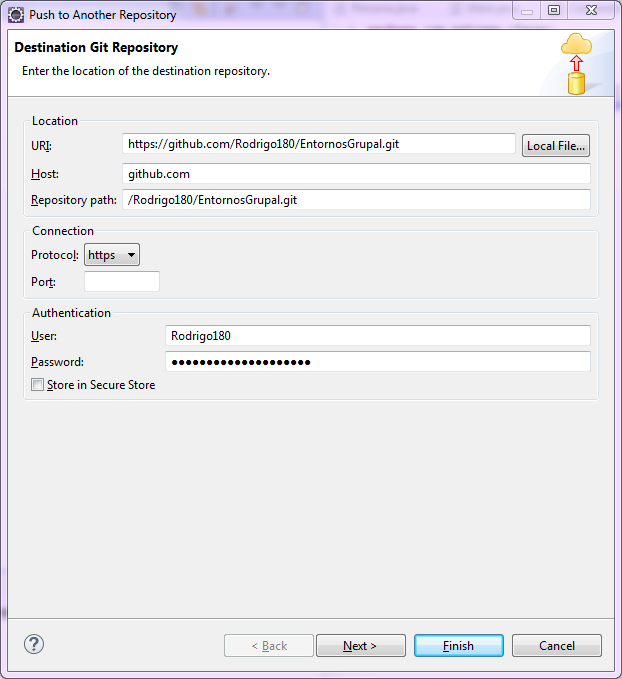 Push to Another Repository
Destination Git Repository
Enter the location of the destination repository.
Location
URI: https://github.com/Rodrigo180/EntornosGrupal.git Local File...
Host: github.com
Repository path: /Rodrigo180/EntornosGrupal.git
Connection
Protocol: https
Port:
Authentication
User: Rodrigo180
Password: ●●●●●●●●●●●●●●●●●●●●
Store in Secure Store
? < Back Next > Finish Cancel